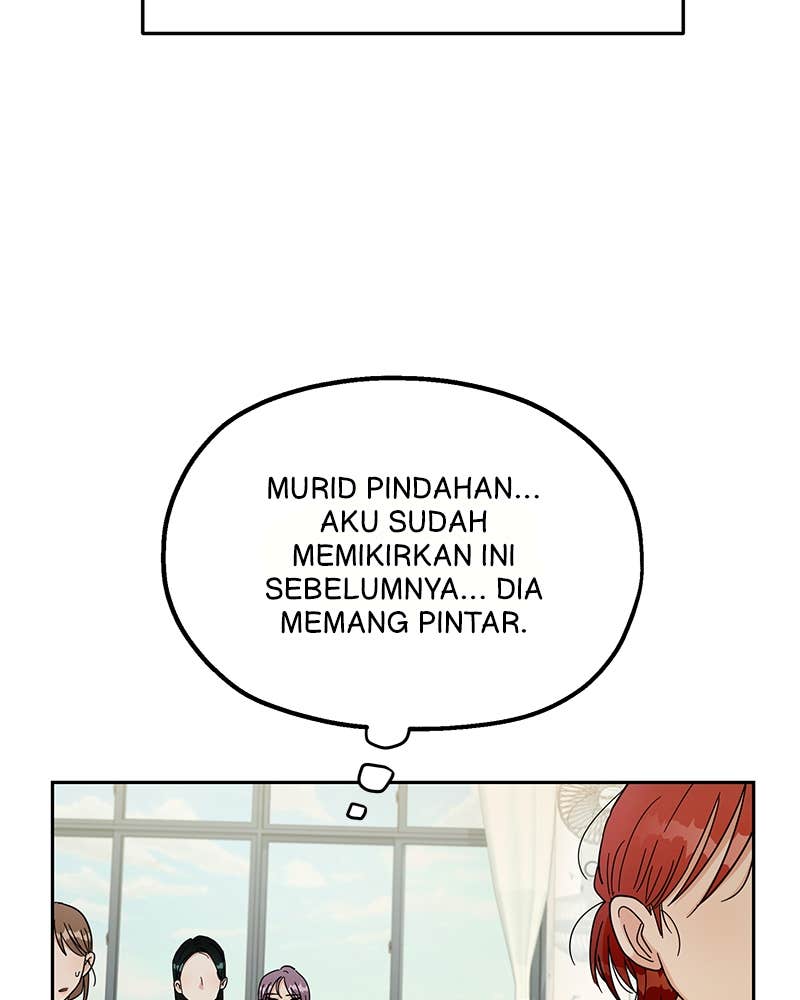 MURID PINDAHAN...
AKU SUDAH
MEMIKIRKAN INI
SEBELUMNYA... DIA
MEMANG PINTAR.